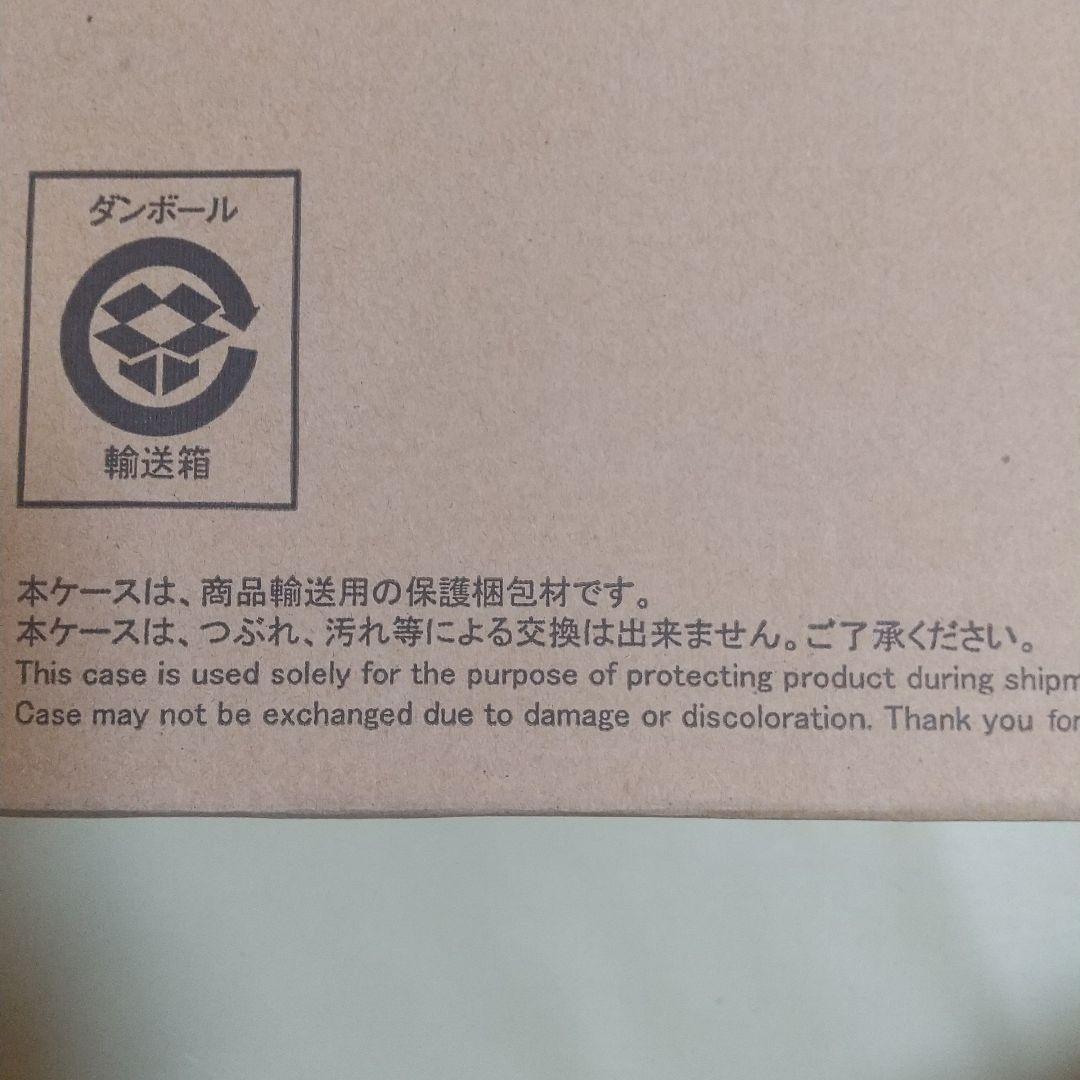 ダンボール
輸送箱
本ケースは、商品輸送用の保護梱包材です。
本ケースは、つぶれ、汚れ等による交換は出来ません。ご了承ください。
This case is used solely for the purpose of protecting product during
Case may not be exchanged due to damage or discoloration. Thank you for